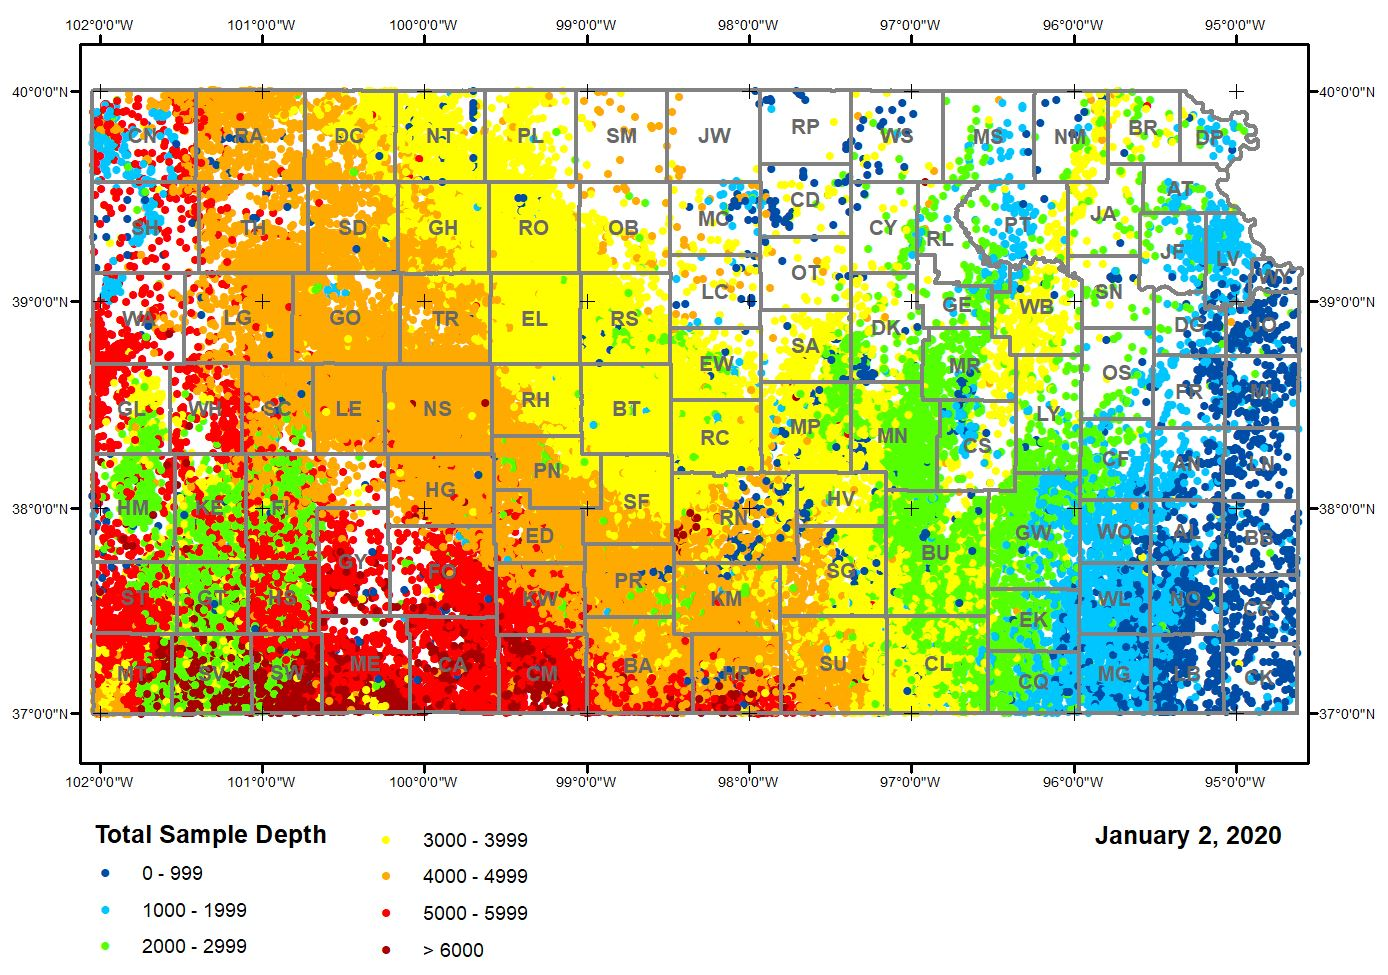 102°0'0"W 101°0'0"W 100°0'0"W 99°0'0"W 98°0'0"W 97°0'0"W 96°0'0"W 95°0'0"W
40°0'0"N 40°0'0"N
CN RA DC NT PL SM JW RP WS MS NM BR DP
SH TH SD GH RO OB MC CD CY RL PT JA AT
JF LV
WA LG GO TR EL RS LC OT DK GE WB SN WY
39°0'0"N 39°0'0"N
DG JO
EW SA MR OS
GL WH SC LE NS RH BT RC MP MN CS LY FR MI
HM KE FI HG PN SF RN HV CF AN LN
38°0'0"N 38°0'0"N
GY FO ED PR SG BU GW WO AL BB
ST GT HS KW KM EK WL NO CR
MT SV SW ME CA CM BA HP SU CL CQ MG LB CK
37°0'0"N 37°0'0"N
102°0'0"W 101°0'0"W 100°0'0"W 99°0'0"W 98°0'0"W 97°0'0"W 96°0'0"W 95°0'0"W
Total Sample Depth
0 - 999
1000 - 1999
2000 - 2999
3000 - 3999
4000 - 4999
5000 - 5999
> 6000
January 2, 2020